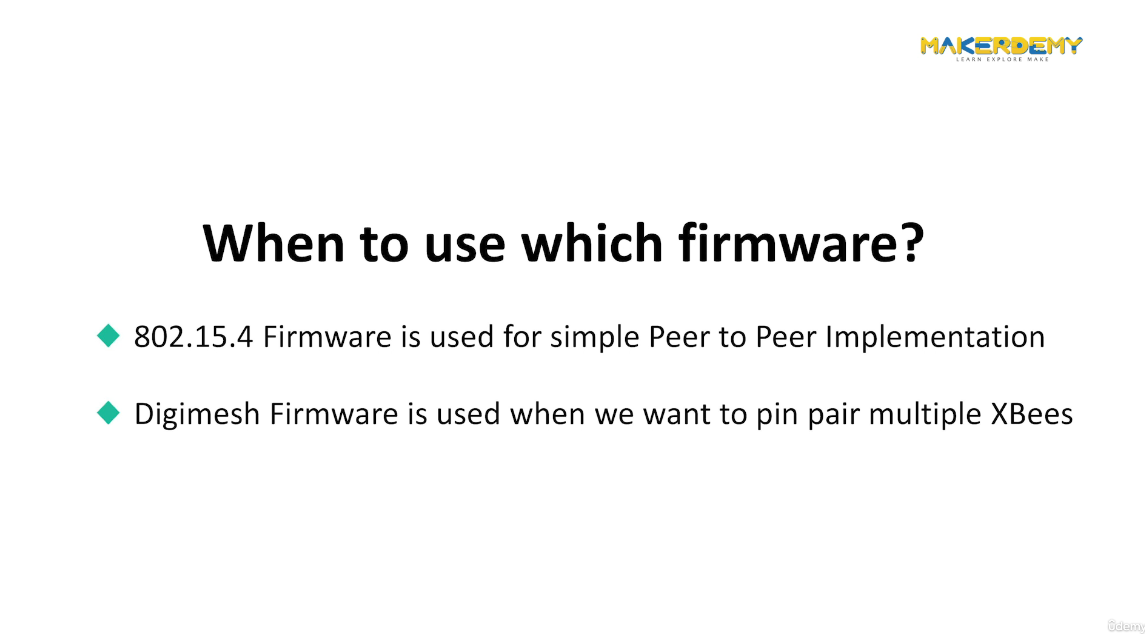 MAKERDEMY
LEARN EXPLORE MAKE
When to use which firmware?
802.15.4 Firmware is used for simple Peer to Peer Implementation
Digimesh Firmware is used when we want to pin pair multiple XBees
ûdemy